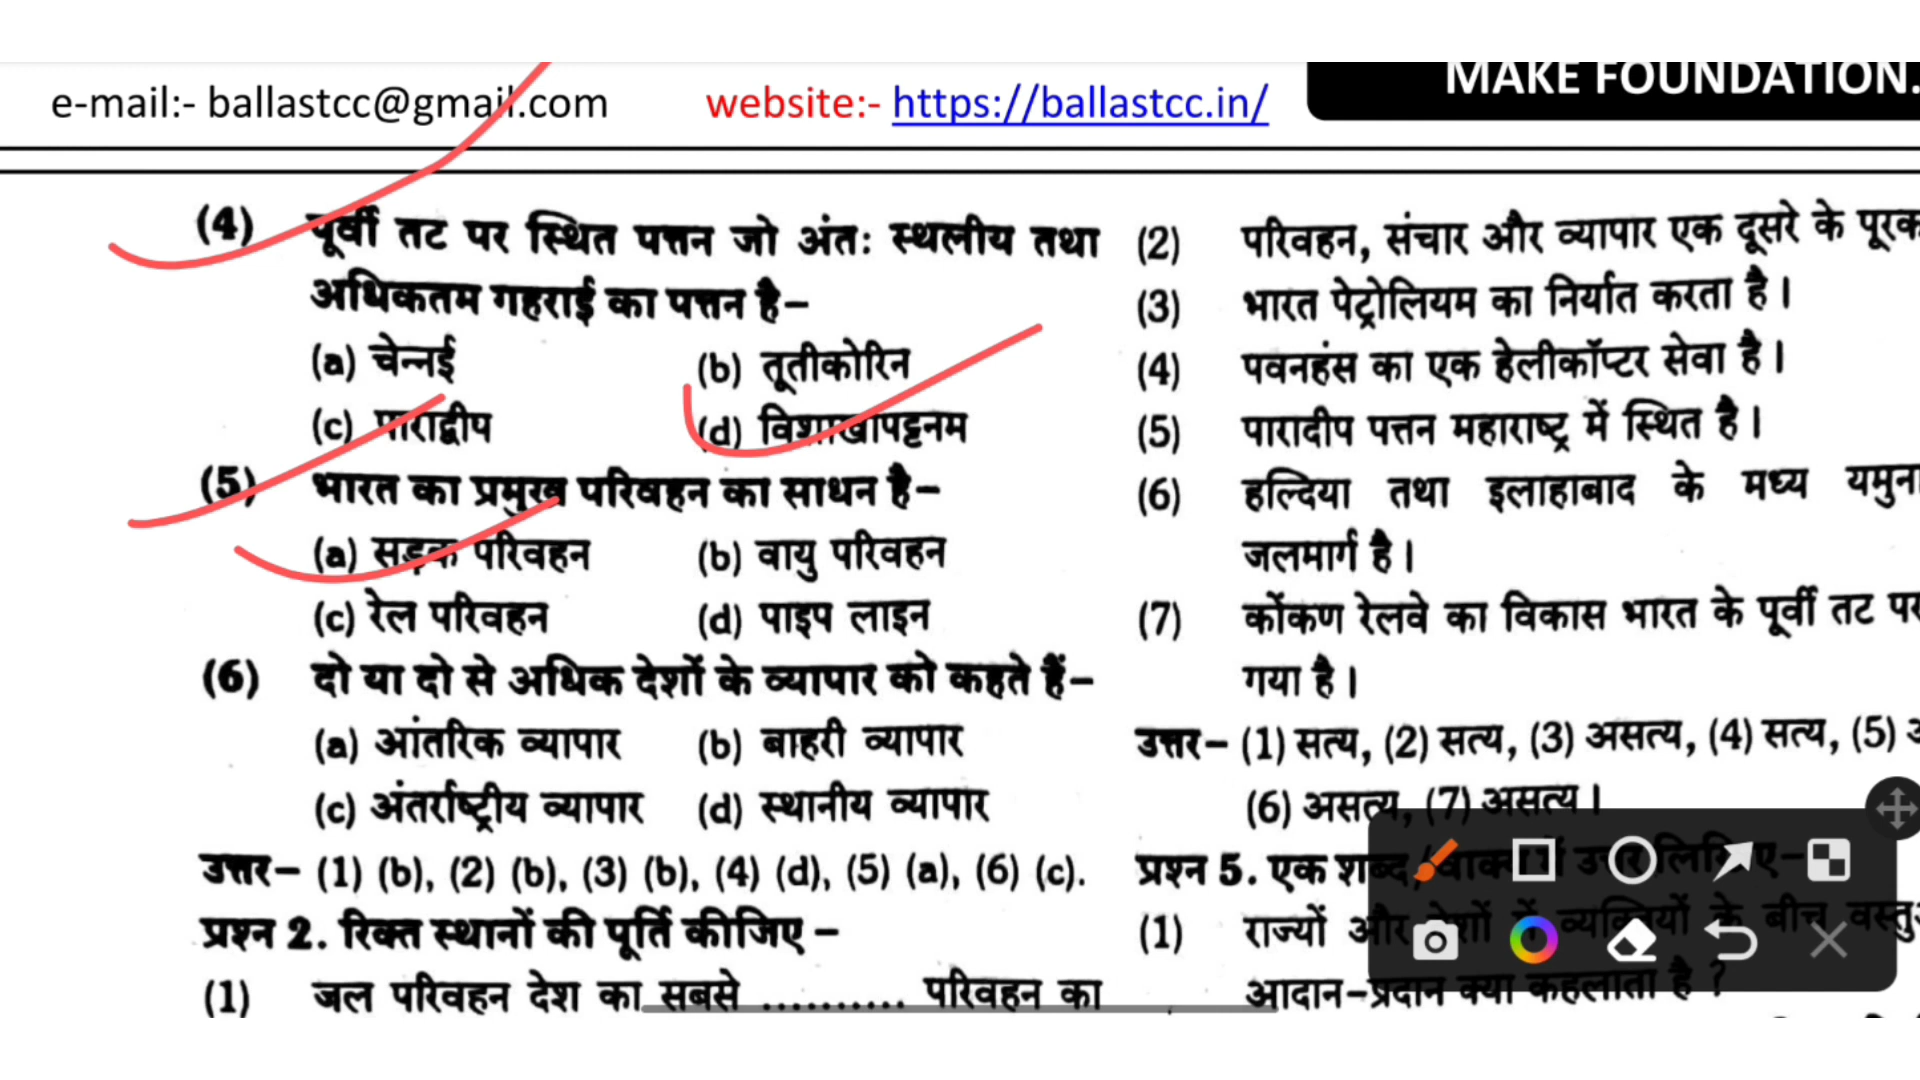 MAKE FOUNDATION.
e-mail:- ballastcc@gmail.com website:- https://ballastcc.in/
(4) पूर्वी तट पर स्थित पत्तन जो अंतः स्थलीय तथा
अधिकतम गहराई का पत्तन है–
(a) चेन्नई (b) तूतीकोरिन
(c) पाराद्वीप (d) विशाखापट्टनम
(5) भारत का प्रमुख परिवहन का साधन है–
(a) सड़क परिवहन (b) वायु परिवहन
(c) रेल परिवहन (d) पाइप लाइन
(6) दो या दो से अधिक देशों के व्यापार को कहते हैं–
(a) आंतरिक व्यापार (b) बाहरी व्यापार
(c) अंतर्राष्ट्रीय व्यापार (d) स्थानीय व्यापार
उत्तर– (1) (b), (2) (b), (3) (b), (4) (d), (5) (a), (6) (c).
प्रश्न 2. रिक्त स्थानों की पूर्ति कीजिए –
(1) जल परिवहन देश का सबसे .......... परिवहन का
(2) परिवहन, संचार और व्यापार एक दूसरे के पूरक
(3) भारत पेट्रोलियम का निर्यात करता है।
(4) पवनहंस का एक हेलीकॉप्टर सेवा है।
(5) पारादीप पत्तन महाराष्ट्र में स्थित है।
(6) हल्दिया तथा इलाहाबाद के मध्य यमुना
जलमार्ग है।
(7) कोंकण रेलवे का विकास भारत के पूर्वी तट पर
गया है।
उत्तर– (1) सत्य, (2) सत्य, (3) असत्य, (4) सत्य, (5)
(6) असत्य, (7) असत्य।
प्रश्न 5. एक शब्द/वाक्य में उत्तर लिखिए–
(1) राज्यों और देशों में व्यक्तियों के बीच
आदान-प्रदान क्या कहलाता है ?